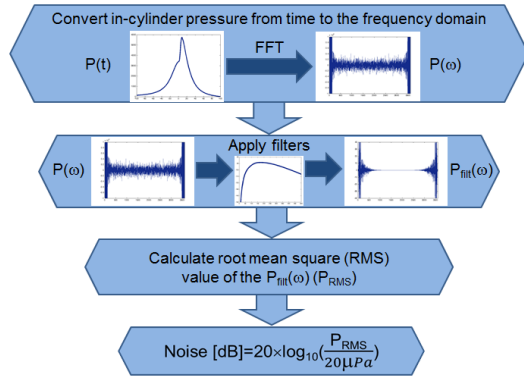 Convert in-cylinder pressure from time to the frequency domain
P(t) FFT P(ω)
Apply filters
P(ω) P_filt(ω)
Calculate root mean square (RMS)
value of the P_filt(ω) (P_RMS)
Noise [dB]=20×log₁₀(P_RMS/20μPa)